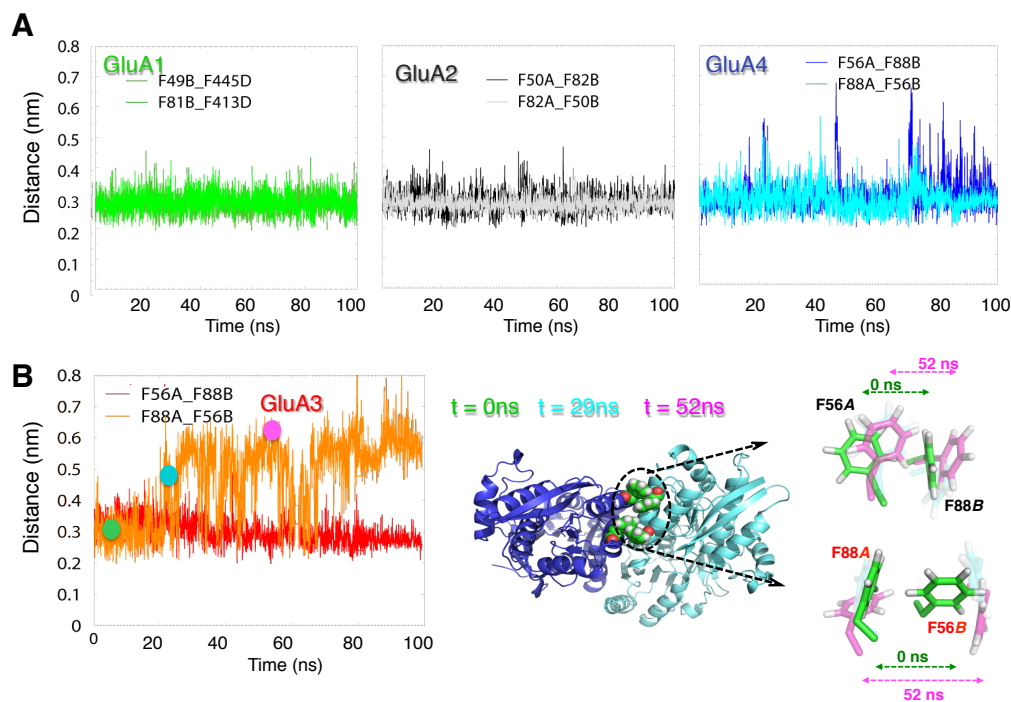 A
GluA1
F49B_F445D
F81B_F413D
GluA2
F50A_F82B
F82A_F50B
GluA4
F56A_F88B
F88A_F56B
Distance (nm)
0.8
0.7
0.6
0.5
0.4
0.3
0.2
0.1
0
20 40 60 80 100
Time (ns)
20 40 60 80 100
Time (ns)
20 40 60 80 100
Time (ns)
B
F56A_F88B
F88A_F56B
GluA3
Distance (nm)
0.8
0.7
0.6
0.5
0.4
0.3
0.2
0.1
0
0 20 40 60 80 100
Time (ns)
t = 0ns t = 29ns t = 52ns
52 ns
0 ns
F56A
F88B
F88A
F56B
0 ns
52 ns